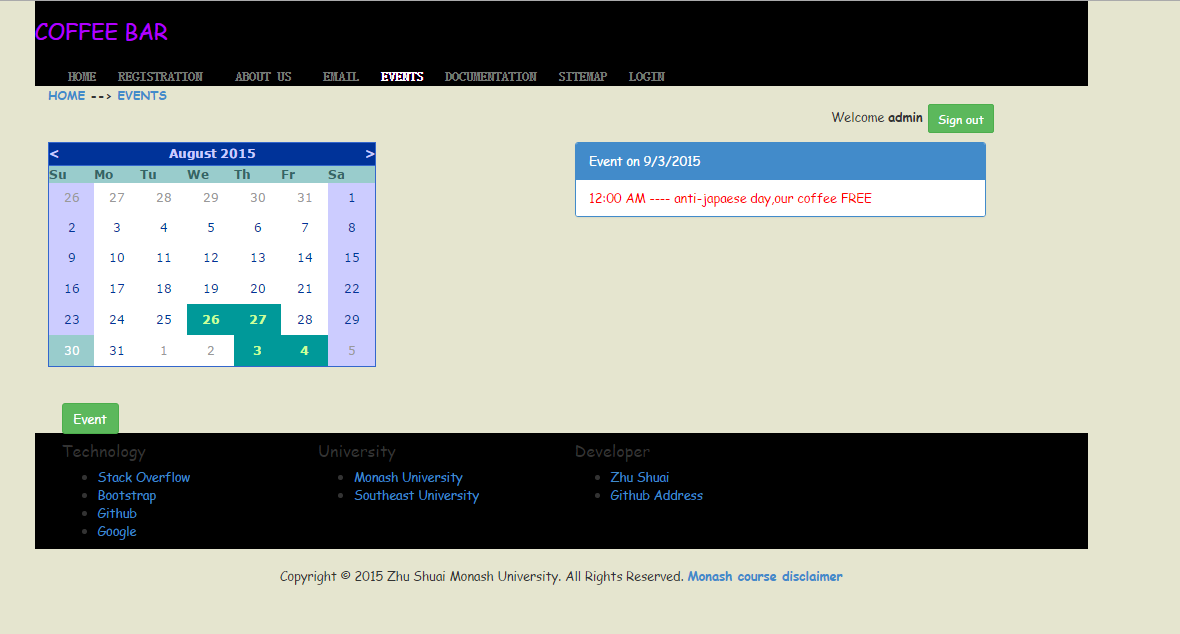 COFFEE BAR
HOME REGISTRATION ABOUT US EMAIL EVENTS DOCUMENTATION SITEMAP LOGIN
HOME --> EVENTS
Welcome admin Sign out
< August 2015 >
Su Mo Tu We Th Fr Sa
26 27 28 29 30 31 1
2 3 4 5 6 7 8
9 10 11 12 13 14 15
16 17 18 19 20 21 22
23 24 25 26 27 28 29
30 31 1 2 3 4 5
Event on 9/3/2015
12:00 AM ---- anti-japaese day,our coffee FREE
Event
Technology
Stack Overflow
Bootstrap
Github
Google
University
Monash University
Southeast University
Developer
Zhu Shuai
Github Address
Copyright © 2015 Zhu Shuai Monash University. All Rights Reserved. Monash course disclaimer